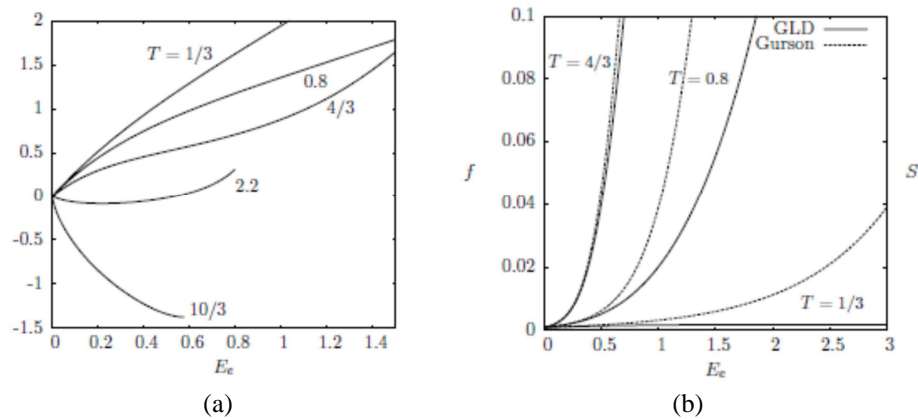 2
1.5
1
0.5
0
-0.5
-1
-1.5
T = 1/3
0.8
4/3
2.2
10/3
0 0.2 0.4 0.6 0.8 1 1.2 1.4
E_e
(a)
0.1
0.08
0.06
0.04
0.02
0
f
GLD
Gurson
T = 4/3
T = 0.8
T = 1/3
S
0 0.5 1 1.5 2 2.5 3
E_e
(b)